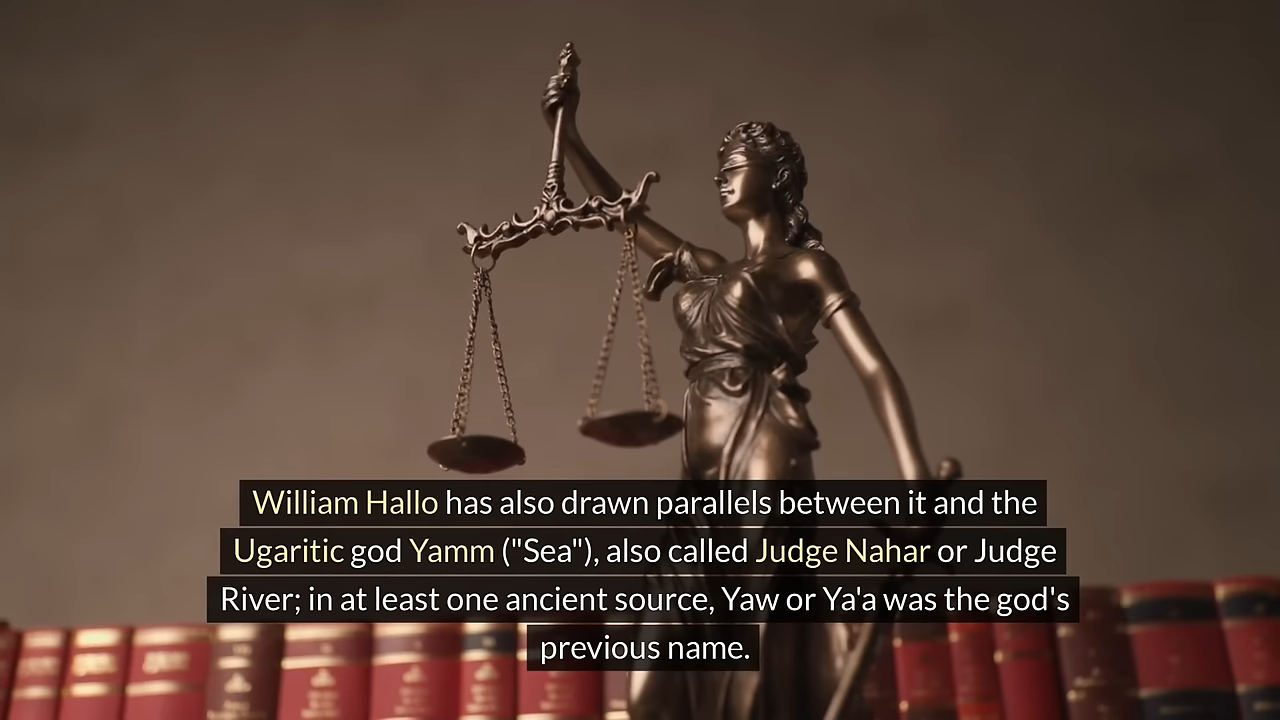 William Hallo has also drawn parallels between it and the
Ugaritic god Yamm ("Sea"), also called Judge Nahar or Judge
River; in at least one ancient source, Yaw or Ya'a was the god's
previous name.